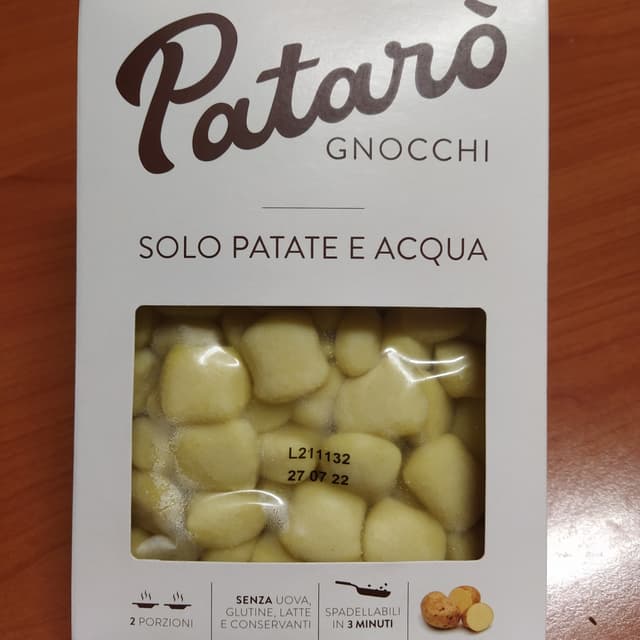 Patarò
GNOCCHI
SOLO PATATE E ACQUA
L211132
27 07 22
2 PORZIONI
SENZA UOVA,
GLUTINE, LATTE
E CONSERVANTI
SPADELLABILI
IN 3 MINUTI